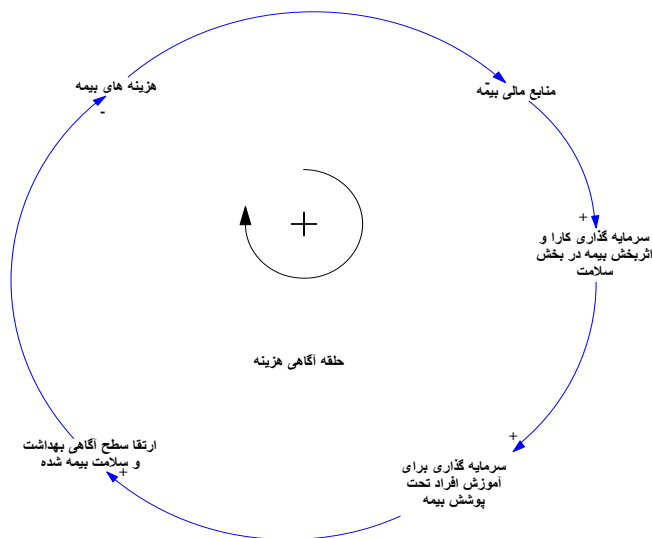 هزینه های بیمه
-
-
منابع مالی بیمه
+
سرمایه گذاری کارا و
اثربخش بیمه در بخش
سلامت
+
حلقه آگاهی هزینه
+
سرمایه گذاری برای
آموزش افراد تحت
پوشش بیمه
ارتقا سطح آگاهی بهداشت
و سلامت بیمه شده
+